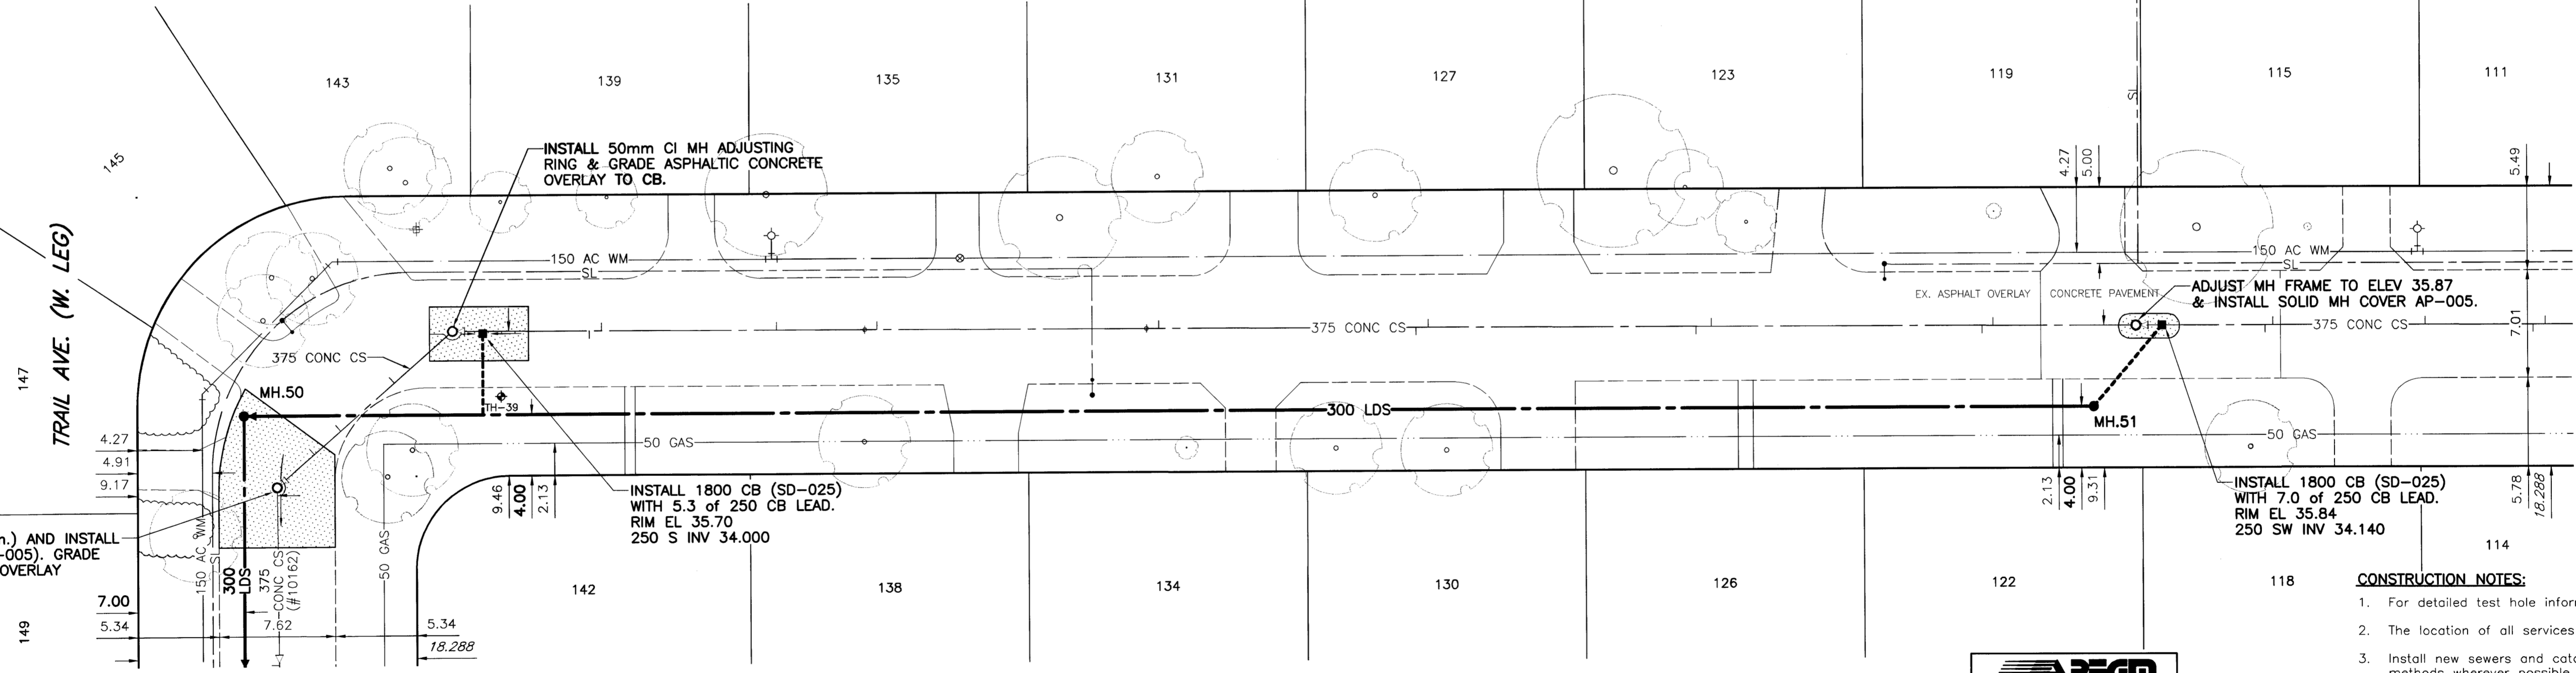 143
139
135
131
127
123
119
115
111
145
147
149
TRAIL AVE. (W. LEG)
INSTALL 50mm CI MH ADJUSTING
RING & GRADE ASPHALTIC CONCRETE
OVERLAY TO CB.
SL
4.27
5.00
5.49
150 AC WM
SL
150 AC WM
SL
EX. ASPHALT OVERLAY
CONCRETE PAVEMENT
ADJUST MH FRAME TO ELEV 35.87
& INSTALL SOLID MH COVER AP-005.
375 CONC CS
375 CONC CS
375 CONC CS
7.01
MH.50
TH-39
300 LDS
MH.51
50 GAS
50 GAS
4.27
4.91
9.17
9.46
4.00
2.13
INSTALL 1800 CB (SD-025)
WITH 5.3 of 250 CB LEAD.
RIM EL 35.70
250 S INV 34.000
2.13
4.00
9.31
INSTALL 1800 CB (SD-025)
WITH 7.0 of 250 CB LEAD.
RIM EL 35.84
250 SW INV 34.140
5.78
18.288
m.) AND INSTALL
-005). GRADE
OVERLAY
150 AC WM
SL
300
LDS
375
CONC CS
(#10162)
50 GAS
7.00
5.34
7.62
5.34
18.288
142
138
134
130
126
122
118
114
CONSTRUCTION NOTES:
1. For detailed test hole infor
2. The location of all services
3. Install new sewers and catc
methods wherever possible